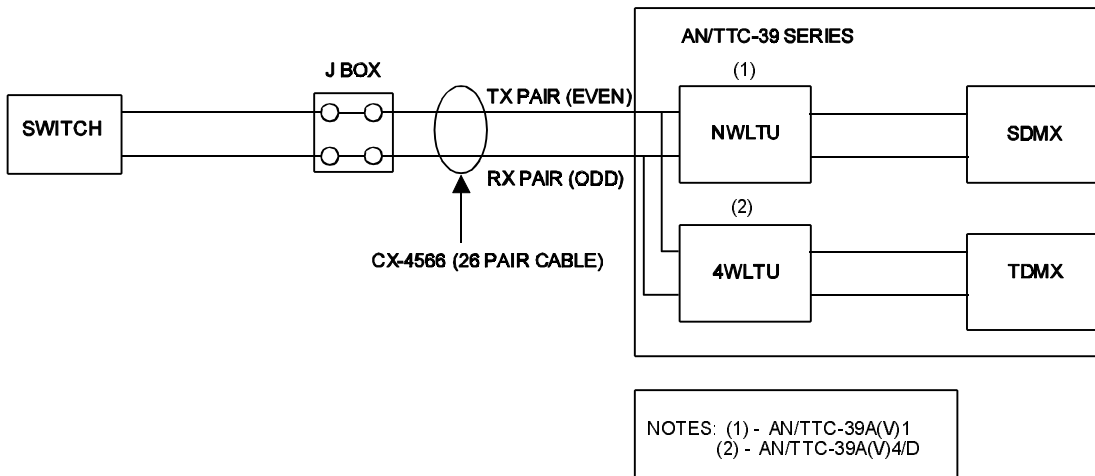 AN/TTC-39 SERIES
J BOX
(1)
TX PAIR (EVEN)
SWITCH
NWLTU
SDMX
RX PAIR (ODD)
(2)
CX-4566 (26 PAIR CABLE)
4WLTU
TDMX
NOTES: (1) - AN/TTC-39A(V)1
(2) - AN/TTC-39A(V)4/D